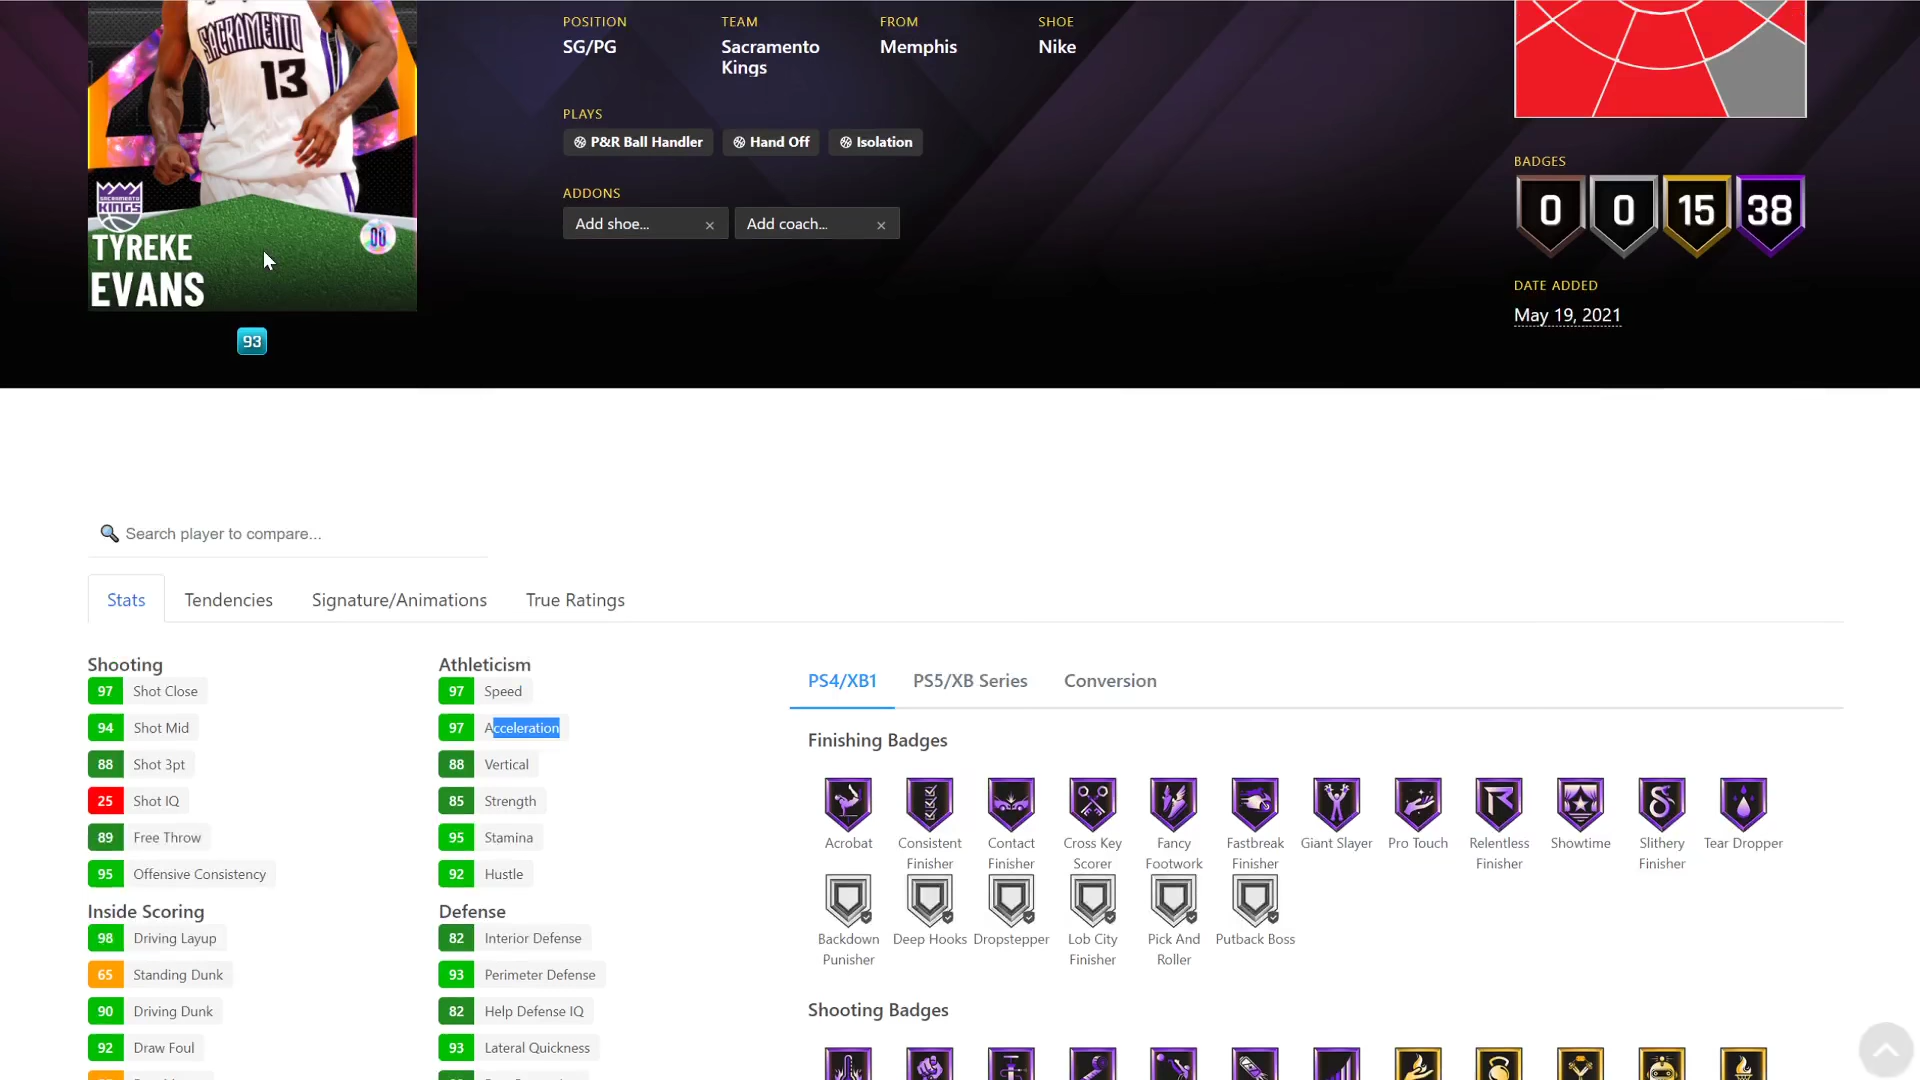 SACRAMENTO
13
SACRAMENTO
KINGS
TYREKE
EVANS
93
POSITION
SG/PG
TEAM
Sacramento
Kings
FROM
Memphis
SHOE
Nike
PLAYS
P&R Ball Handler
Hand Off
Isolation
ADDONS
Add shoe... ×
Add coach... ×
BADGES
0 0 15 38
DATE ADDED
May 19, 2021
Search player to compare...
Stats
Tendencies
Signature/Animations
True Ratings
Shooting
97 Shot Close
94 Shot Mid
88 Shot 3pt
25 Shot IQ
89 Free Throw
95 Offensive Consistency
Inside Scoring
98 Driving Layup
65 Standing Dunk
90 Driving Dunk
92 Draw Foul
Athleticism
97 Speed
97 Acceleration
88 Vertical
85 Strength
95 Stamina
92 Hustle
Defense
82 Interior Defense
93 Perimeter Defense
82 Help Defense IQ
93 Lateral Quickness
PS4/XB1
PS5/XB Series
Conversion
Finishing Badges
Acrobat
Consistent
Finisher
Contact
Finisher
Cross Key
Scorer
Fancy
Footwork
Fastbreak
Finisher
Giant Slayer
Pro Touch
Relentless
Finisher
Showtime
Slithery
Finisher
Tear Dropper
Backdown
Punisher
Deep Hooks
Dropstepper
Lob City
Finisher
Pick And
Roller
Putback Boss
Shooting Badges